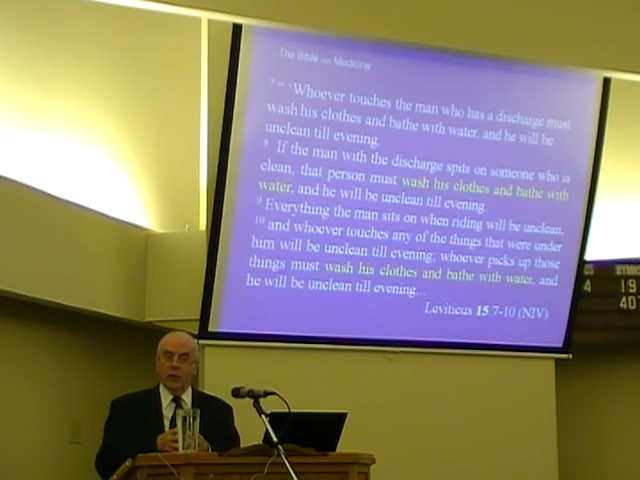 The Bible and Medicine
7 " 'Whoever touches the man who has a discharge must
wash his clothes and bathe with water, and he will be
unclean till evening.
8 If the man with the discharge spits on someone who is
clean, that person must wash his clothes and bathe with
water, and he will be unclean till evening.
9 Everything the man sits on when riding will be unclean,
10 and whoever touches any of the things that were under
him will be unclean till evening; whoever picks up those
things must wash his clothes and bathe with water, and
he will be unclean till evening...
Leviticus 15:7-10 (NIV)
4 19
40